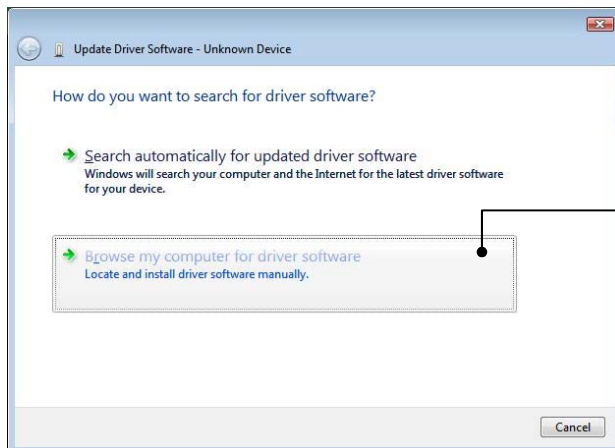 Update Driver Software - Unknown Device
How do you want to search for driver software?
Search automatically for updated driver software
Windows will search your computer and the Internet for the latest driver software
for your device.
Browse my computer for driver software
Locate and install driver software manually.
Cancel